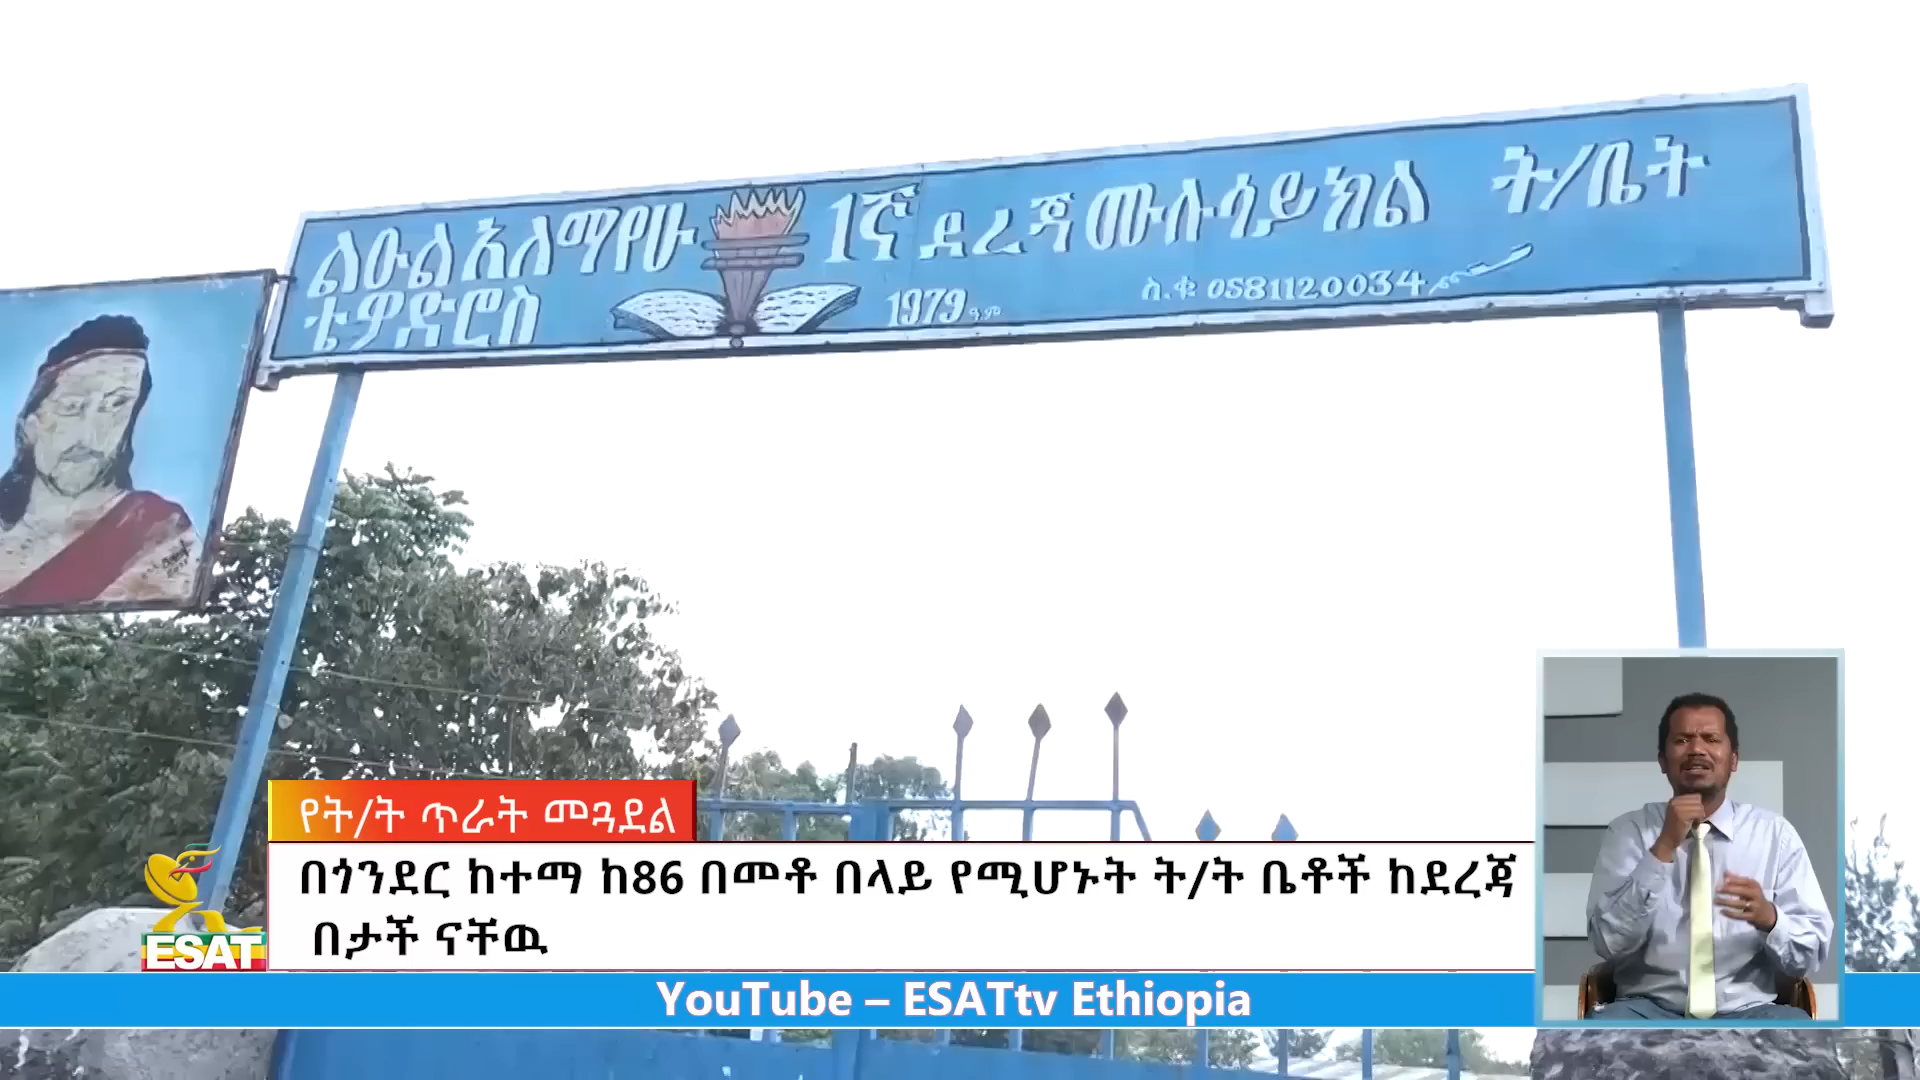 ልዑል አለማየሁ
ቴዎድሮስ
1ኛ ደረጃ ሙሉ ሳይክል ት/ቤት
1979 ዓ.ም
ስ.ቁ 0581120034
የት/ት ጥራት መጓደል
በጎንደር ከተማ ከ86 በመቶ በላይ የሚሆኑት ት/ት ቤቶች ከደረጃ
በታች ናቸዉ
ESAT
YouTube – ESATtv Ethiopia